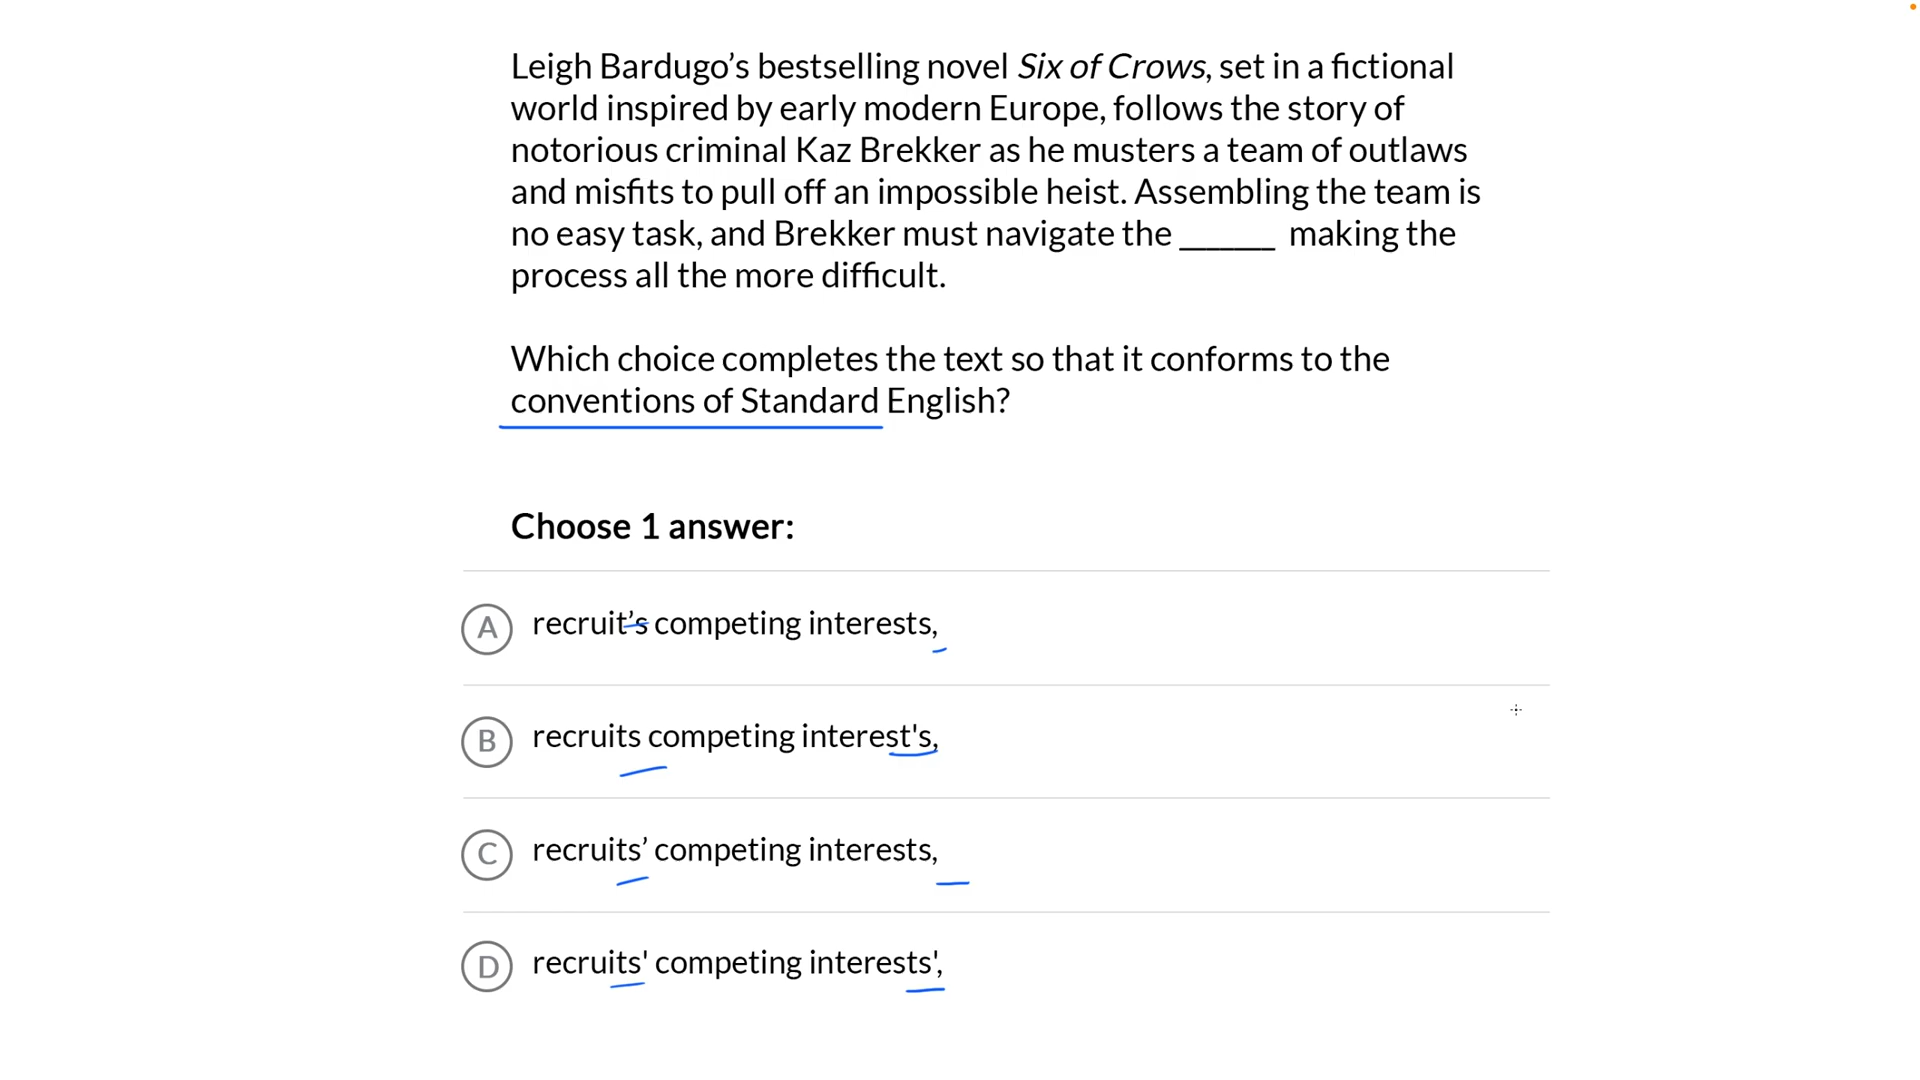 Leigh Bardugo’s bestselling novel Six of Crows, set in a fictional
world inspired by early modern Europe, follows the story of
notorious criminal Kaz Brekker as he musters a team of outlaws
and misfits to pull off an impossible heist. Assembling the team is
no easy task, and Brekker must navigate the ______ making the
process all the more difficult.
Which choice completes the text so that it conforms to the
conventions of Standard English?
Choose 1 answer:
A recruit’s competing interests,
B recruits competing interest's,
C recruits’ competing interests,
D recruits' competing interests',